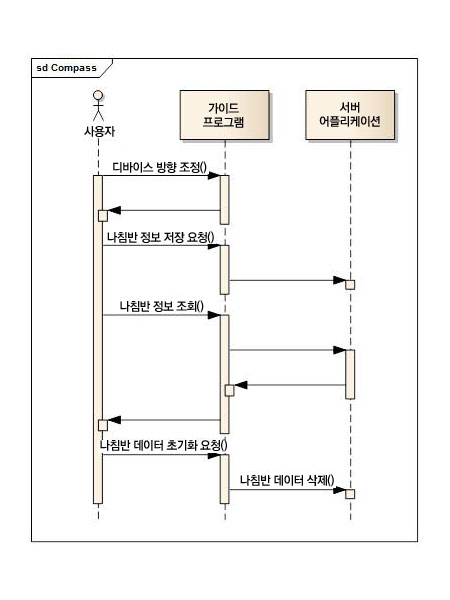 sd Compass
사용자
가이드
프로그램
서버
어플리케이션
디바이스 방향 조정()
나침반 정보 저장 요청()
나침반 정보 조회()
나침반 데이터 초기화 요청()
나침반 데이터 삭제()